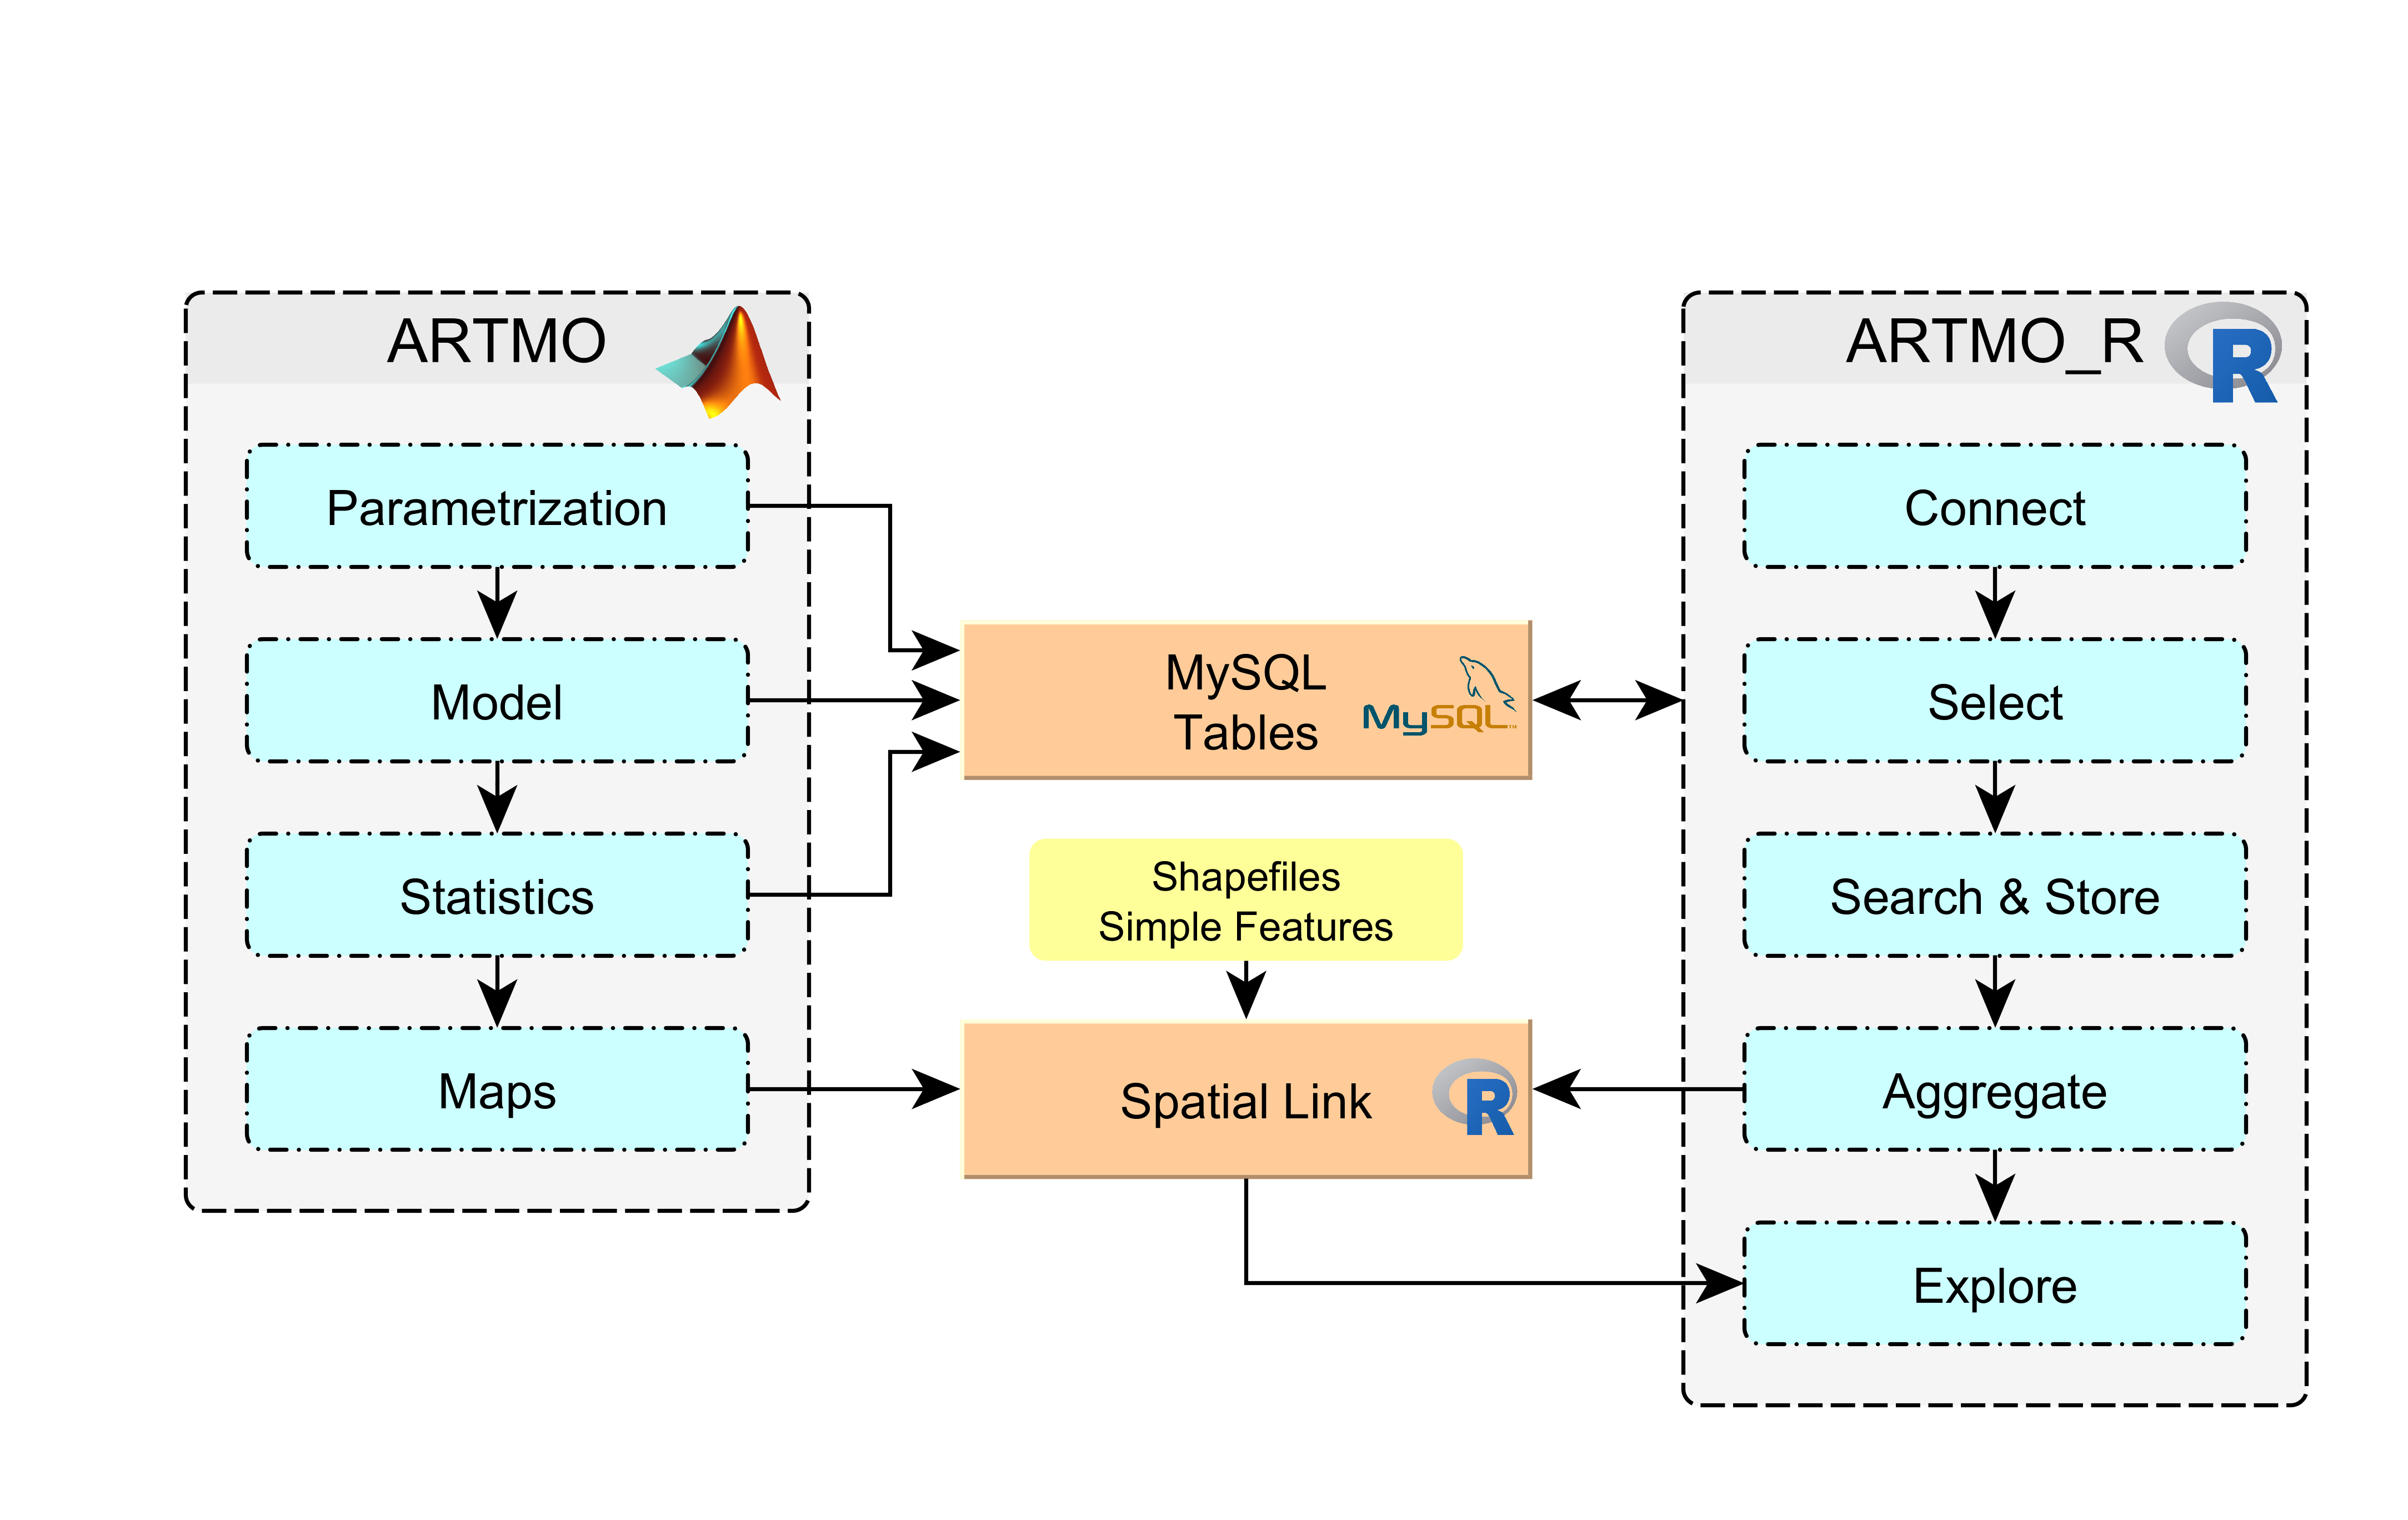 ARTMO
Parametrization
Model
Statistics
Maps
MySQL
Tables
MySQL™
Shapefiles
Simple Features
Spatial Link
R
ARTMO_R
R
Connect
Select
Search & Store
Aggregate
Explore